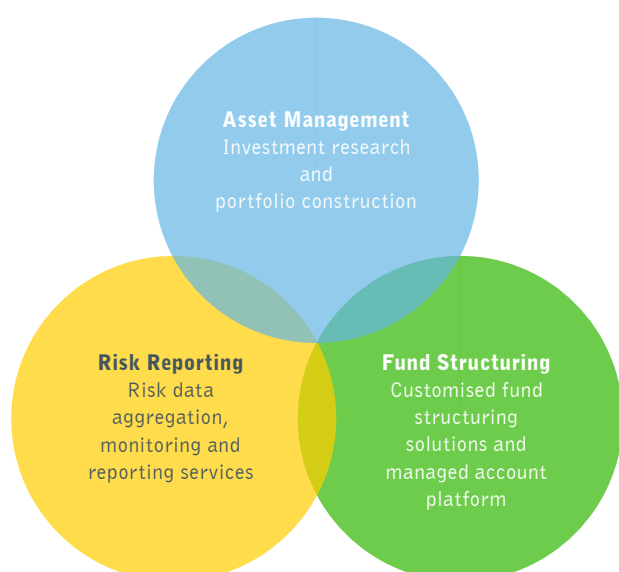 Asset Management
Investment research
and
portfolio construction
Risk Reporting
Risk data
aggregation,
monitoring and
reporting services
Fund Structuring
Customised fund
structuring
solutions and
managed account
platform